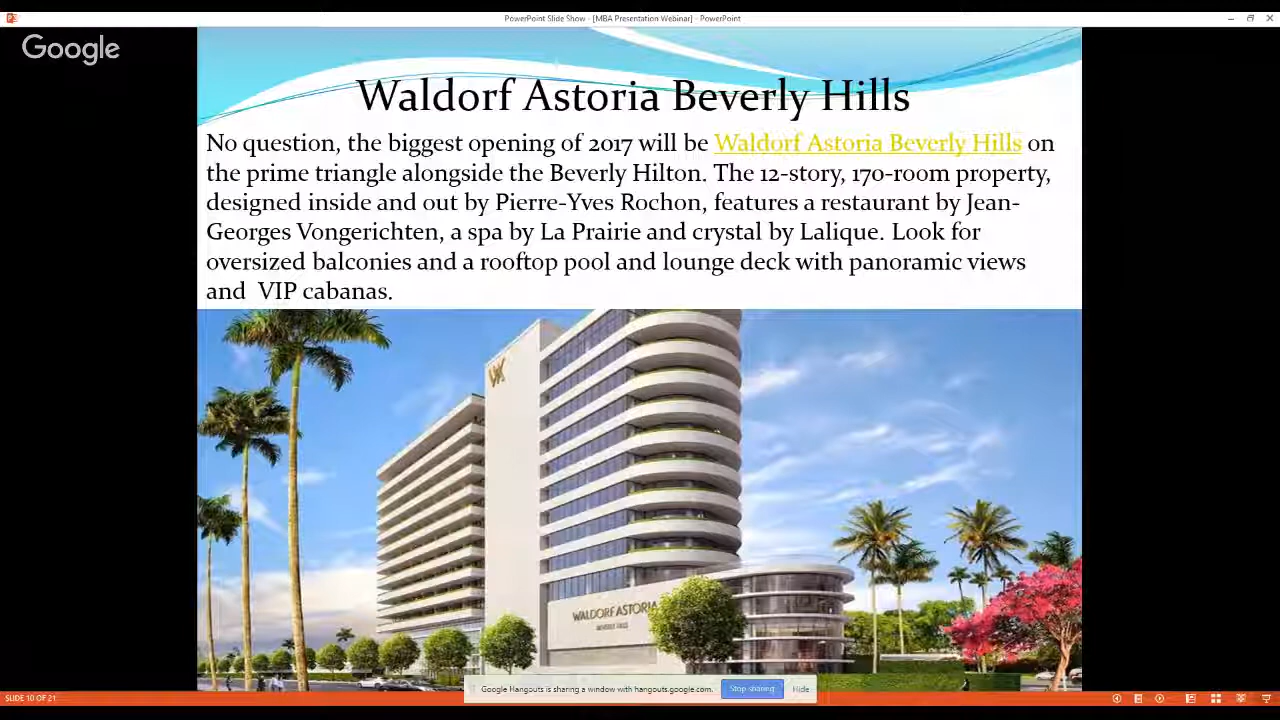 PowerPoint Slide Show - [MBA Presentation Webinar] - PowerPoint
Google
Waldorf Astoria Beverly Hills
No question, the biggest opening of 2017 will be Waldorf Astoria Beverly Hills on
the prime triangle alongside the Beverly Hilton. The 12-story, 170-room property,
designed inside and out by Pierre-Yves Rochon, features a restaurant by Jean-
Georges Vongerichten, a spa by La Prairie and crystal by Lalique. Look for
oversized balconies and a rooftop pool and lounge deck with panoramic views
and  VIP cabanas.
WALDORF ASTORIA
BEVERLY HILLS
Google Hangouts is sharing a window with hangouts.google.com.
Stop sharing
Hide
SLIDE 10 OF 21